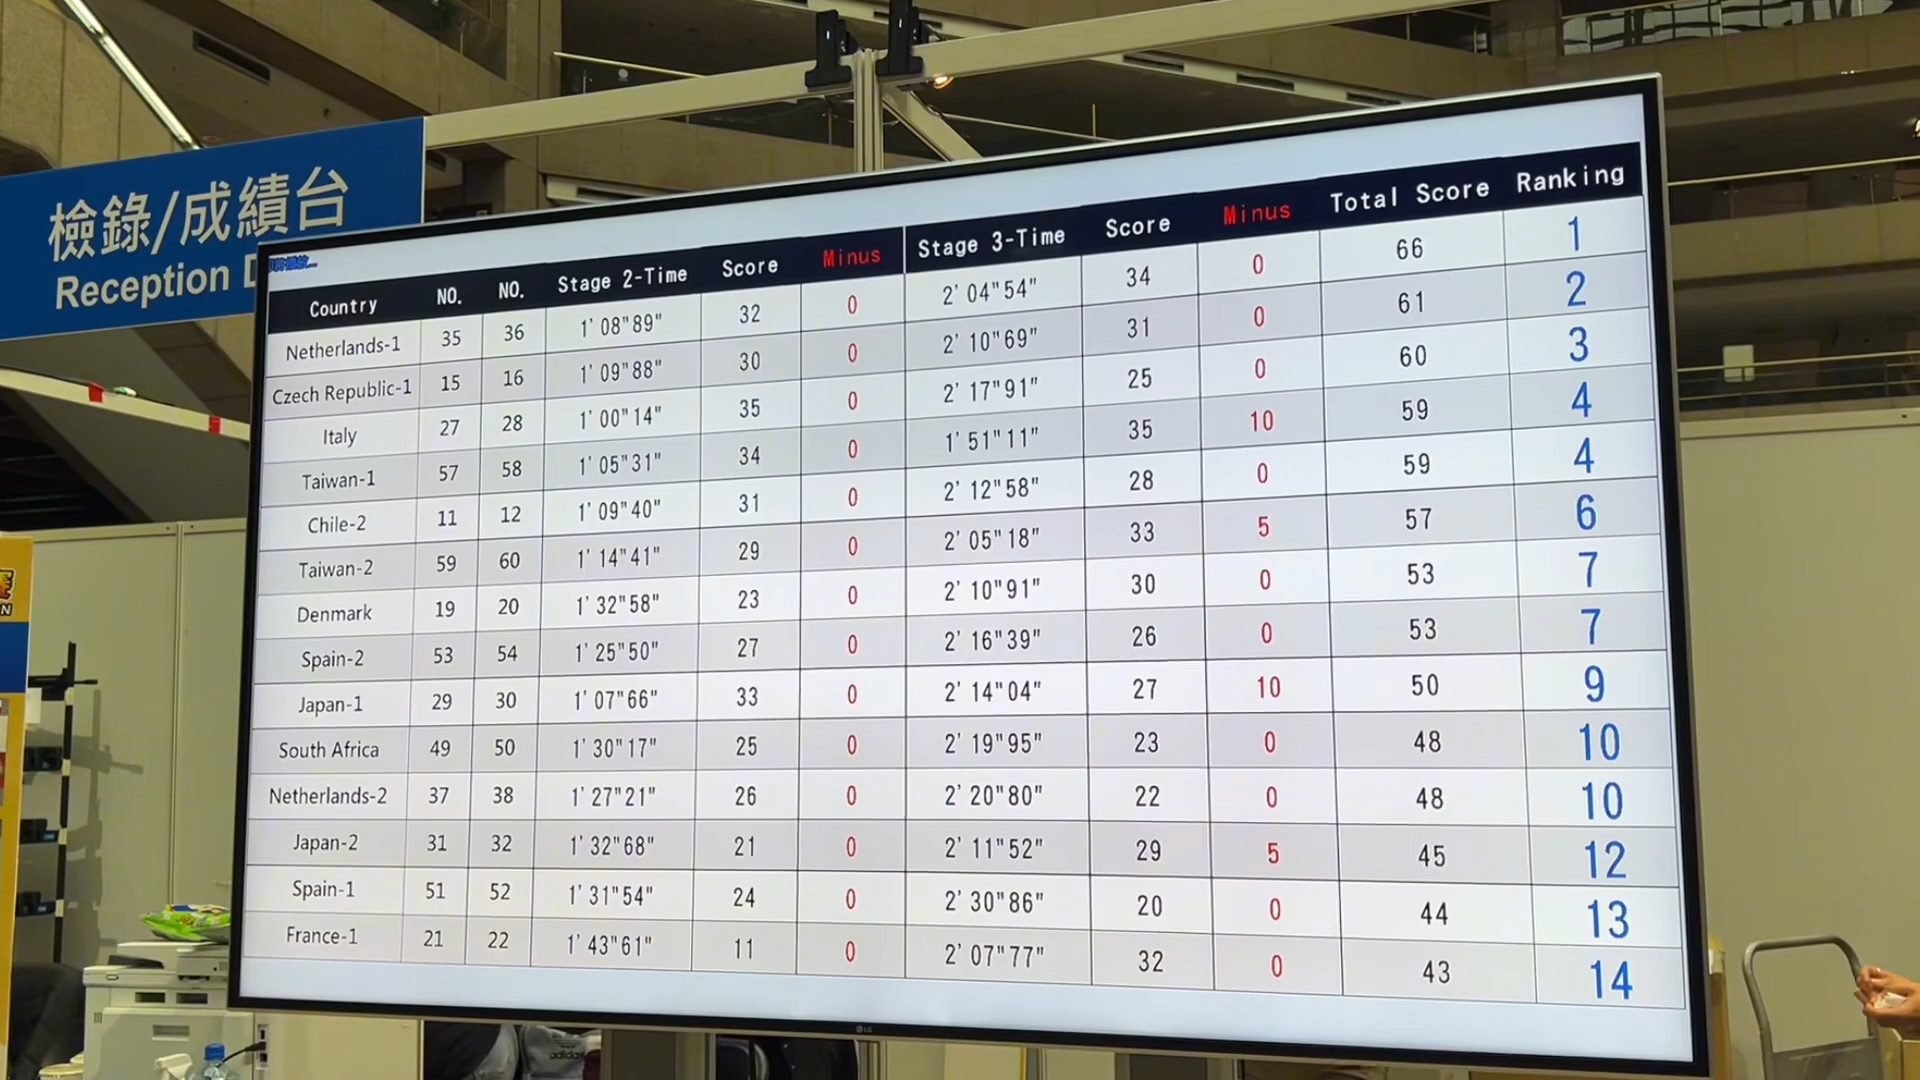 檢錄/成績台
Reception
Country NO. NO. Stage 2-Time Score Minus Stage 3-Time Score Minus Total Score Ranking
Netherlands-1 35 36 1'08"89" 32 0 2'04"54" 34 0 66 1
Czech Republic-1 15 16 1'09"88" 30 0 2'10"69" 31 0 61 2
Italy 27 28 1'00"14" 35 0 2'17"91" 25 0 60 3
Taiwan-1 57 58 1'05"31" 34 0 1'51"11" 35 10 59 4
Chile-2 11 12 1'09"40" 31 0 2'12"58" 28 0 59 4
Taiwan-2 59 60 1'14"41" 29 0 2'05"18" 33 5 57 6
Denmark 19 20 1'32"58" 23 0 2'10"91" 30 0 53 7
Spain-2 53 54 1'25"50" 27 0 2'16"39" 26 0 53 7
Japan-1 29 30 1'07"66" 33 0 2'14"04" 27 10 50 9
South Africa 49 50 1'30"17" 25 0 2'19"95" 23 0 48 10
Netherlands-2 37 38 1'27"21" 26 0 2'20"80" 22 0 48 10
Japan-2 31 32 1'32"68" 21 0 2'11"52" 29 5 45 12
Spain-1 51 52 1'31"54" 24 0 2'30"86" 20 0 44 13
France-1 21 22 1'43"61" 11 0 2'07"77" 32 0 43 14
LG
adidas